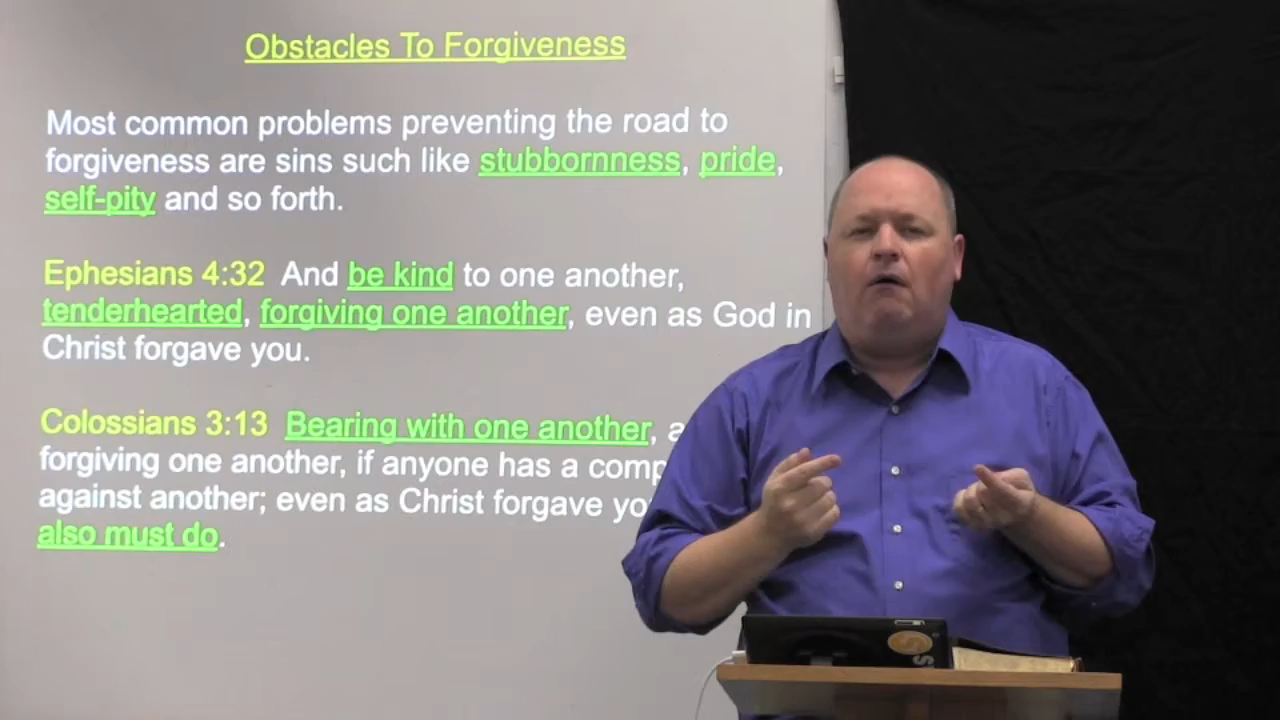 Obstacles To Forgiveness
Most common problems preventing the road to
forgiveness are sins such like stubbornness, pride,
self-pity and so forth.
Ephesians 4:32 And be kind to one another,
tenderhearted, forgiving one another, even as God in
Christ forgave you.
Colossians 3:13 Bearing with one another, a
forgiving one another, if anyone has a comp
against another; even as Christ forgave yo
also must do.